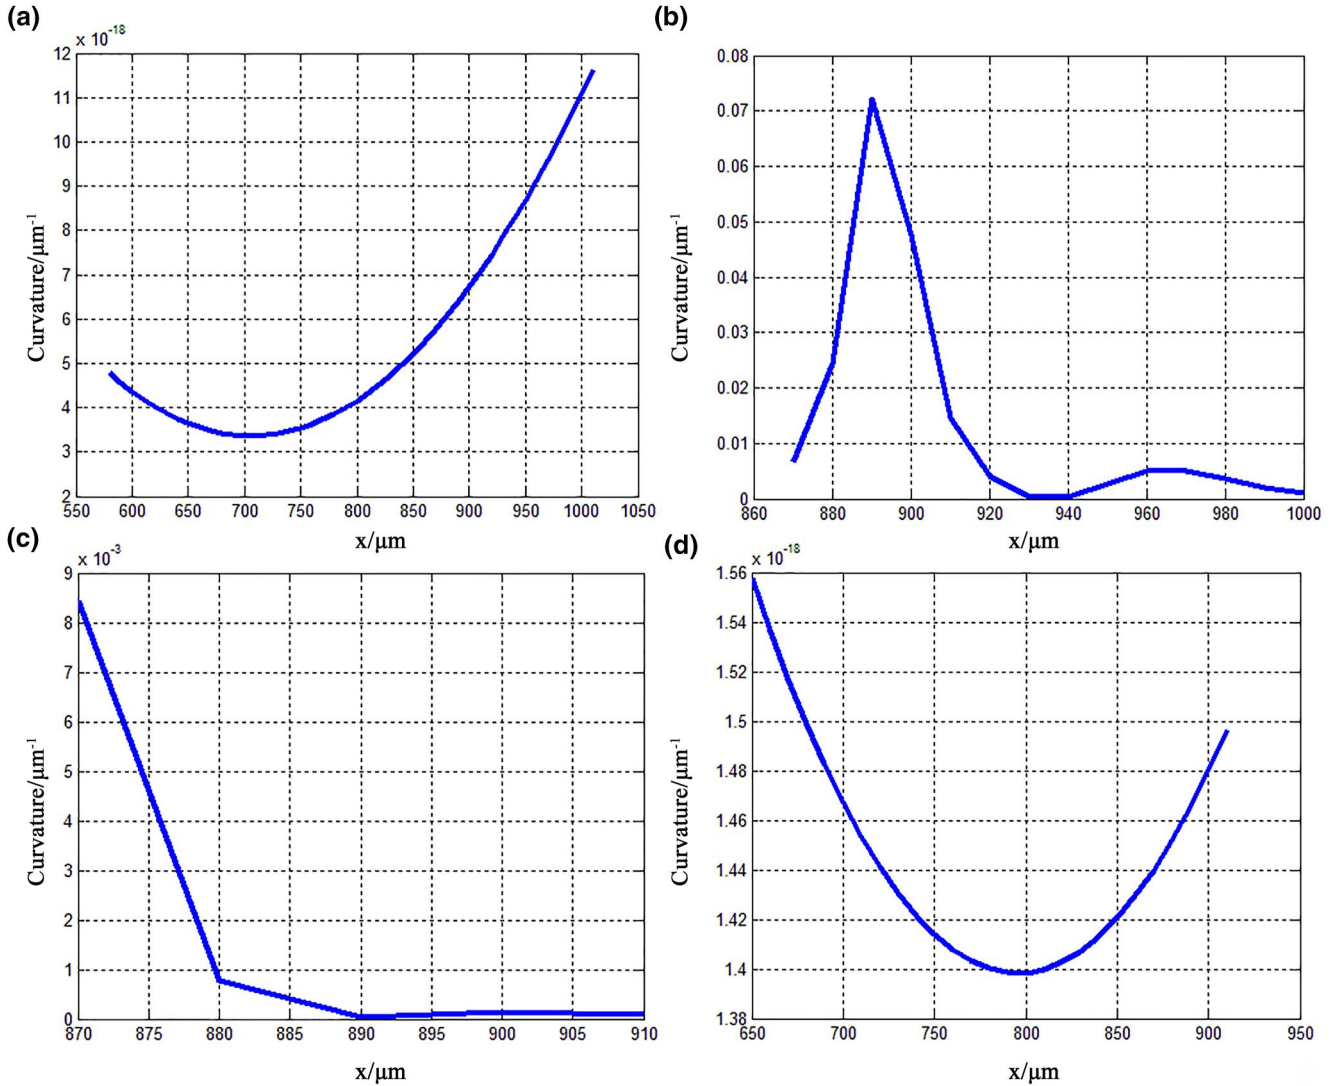 (a)
x 10⁻¹⁸
12
11
10
9
8
7
6
5
4
3
2
Curvature/μm⁻¹
550 600 650 700 750 800 850 900 950 1000 1050
x/μm
(b)
0.08
0.07
0.06
0.05
0.04
0.03
0.02
0.01
0
Curvature/μm⁻¹
860 880 900 920 940 960 980 1000
x/μm
(c)
x 10⁻³
9
8
7
6
5
4
3
2
1
0
Curvature/μm⁻¹
870 875 880 885 890 895 900 905 910
x/μm
(d)
x 10⁻¹⁸
1.56
1.54
1.52
1.5
1.48
1.46
1.44
1.42
1.4
1.38
Curvature/μm⁻¹
650 700 750 800 850 900 950
x/μm